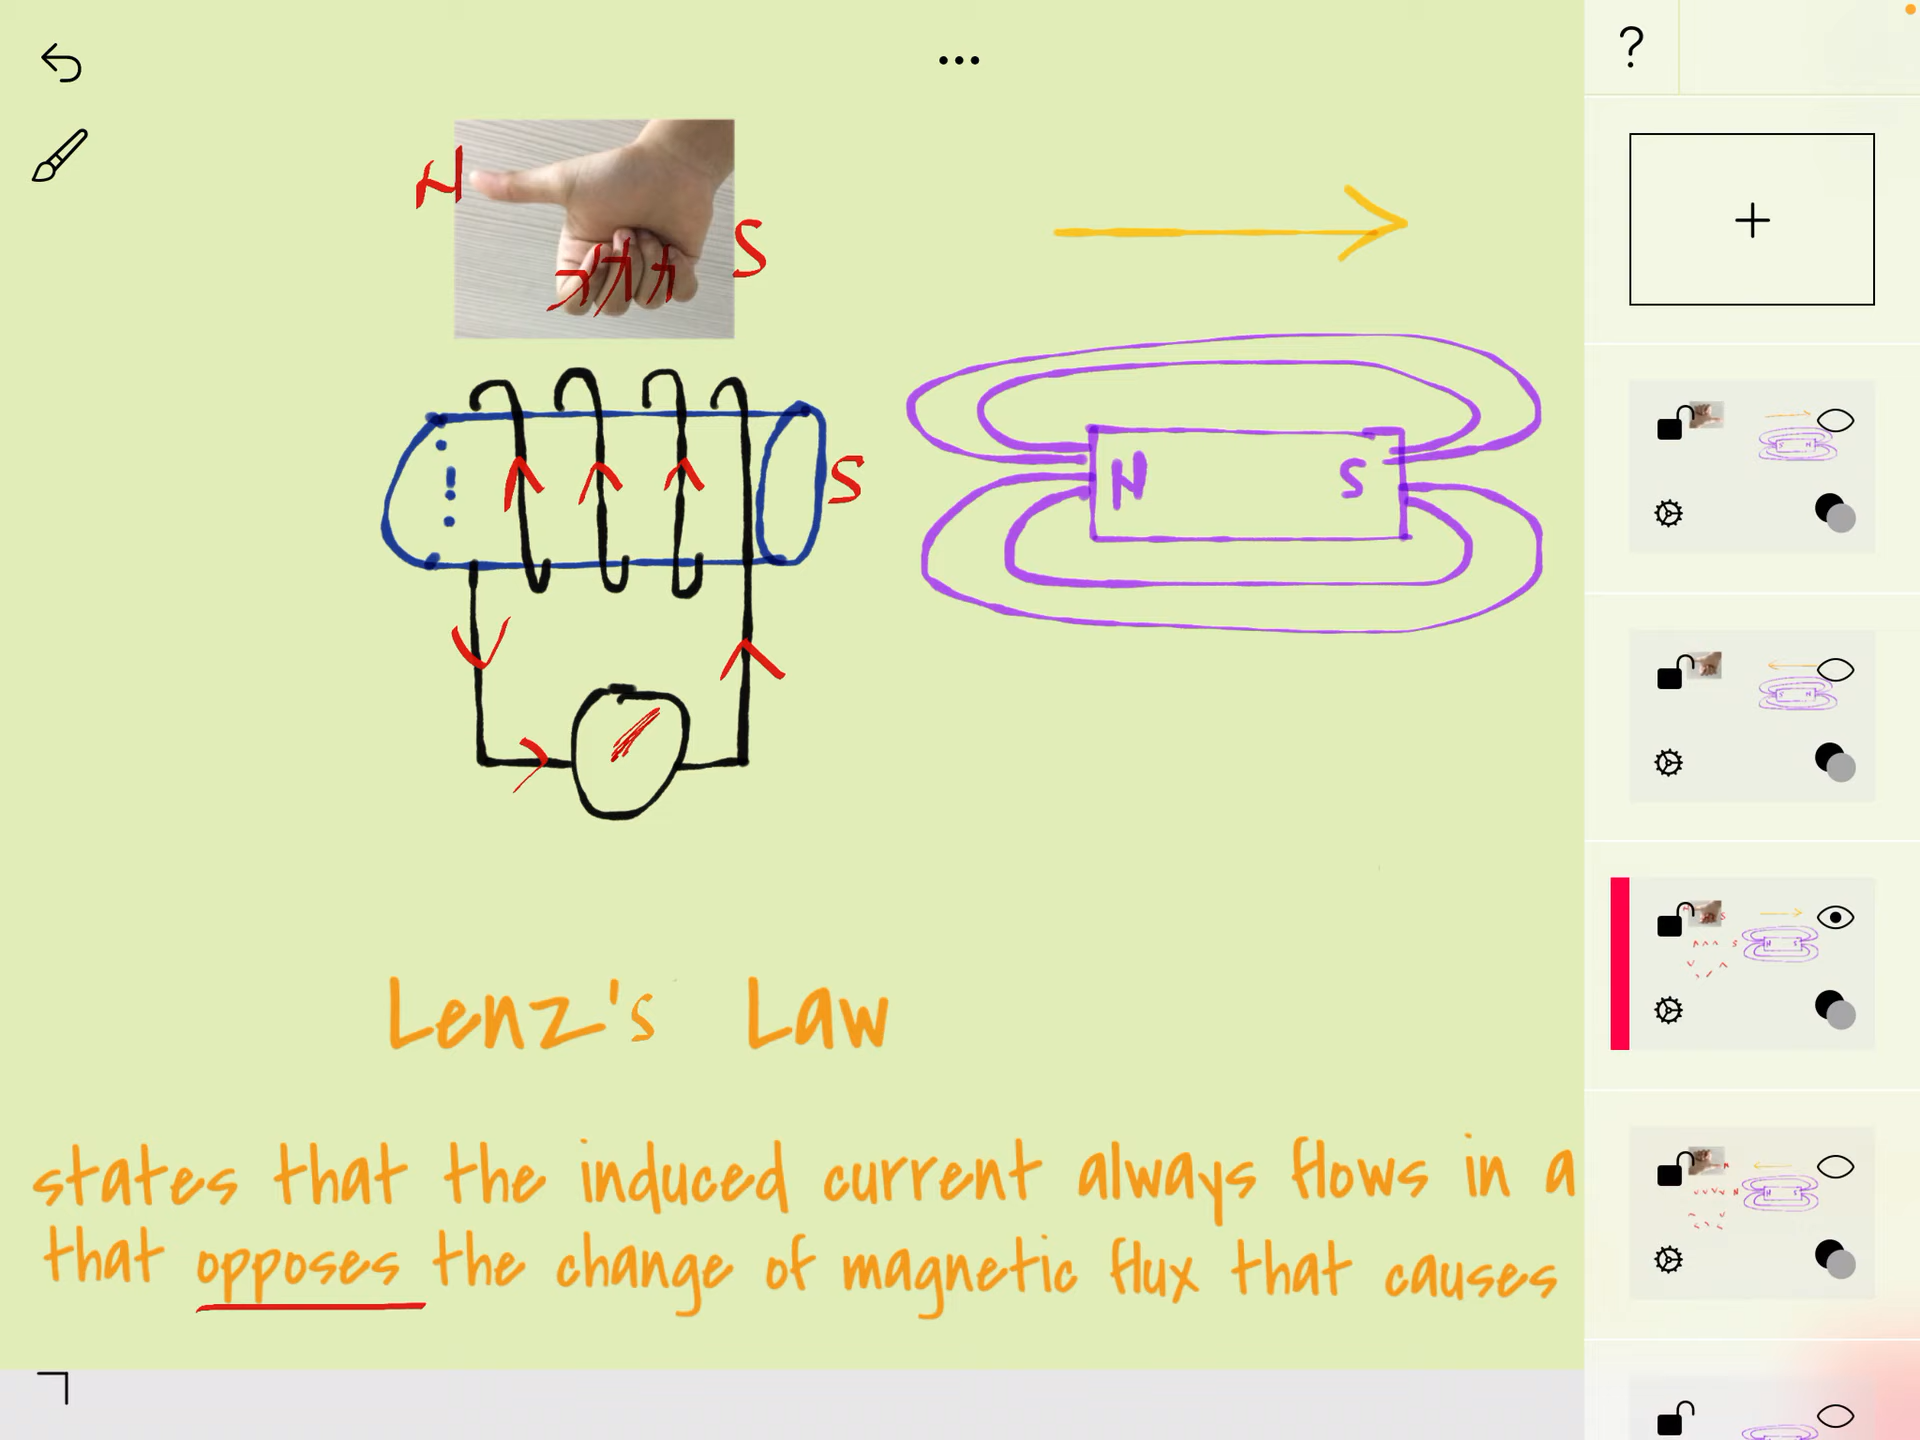 ?
N
S
S
N S
Lenz's Law
states that the induced current always flows in a
that opposes the change of magnetic flux that causes